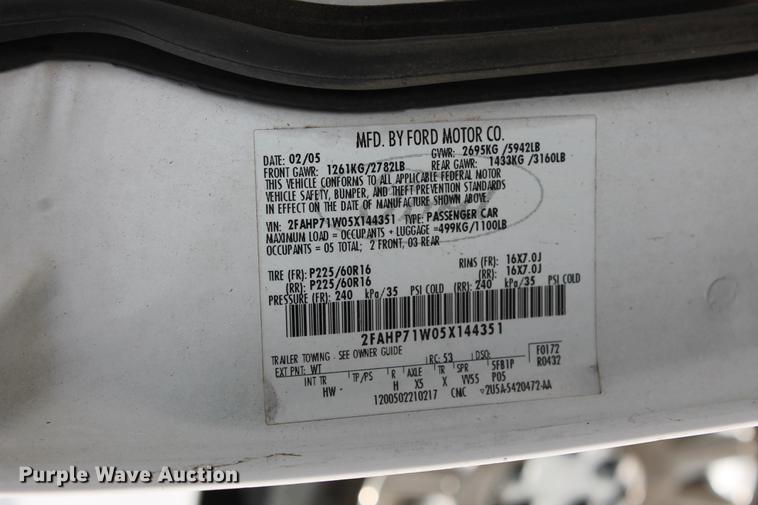 MFD. BY FORD MOTOR CO.
DATE: 02/05 GVWR: 2695KG /5942LB
FRONT GAWR: 1261KG/2782LB REAR GAWR: 1433KG /3160LB
THIS VEHICLE CONFORMS TO ALL APPLICABLE FEDERAL MOTOR
VEHICLE SAFETY, BUMPER, AND THEFT PREVENTION STANDARDS
IN EFFECT ON THE DATE OF MANUFACTURE SHOWN ABOVE.
VIN: 2FAHP71W05X144351 TYPE: PASSENGER CAR
MAXIMUM LOAD = OCCUPANTS + LUGGAGE =499KG/1100LB
OCCUPANTS = 05 TOTAL; 2 FRONT, 03 REAR
TIRE (FR): P225/60R16 RIMS (FR): 16X7.0J
(RR): P225/60R16 (RR): 16X7.0J
PRESSURE (FR): 240 kPa/35 PSI COLD (RR): 240 kPa/35 PSI COLD
2FAHP71W05X144351
TRAILER TOWING - SEE OWNER GUIDE
EXT PNT: WT RC: 53 DSO: F0172
INT TR TP/PS R AXLE TR SPR 5FB1P R0432
HW H X5 X VV55 P05
1200502210217 CNC 2U5A-5420472-AA
Purple Wave Auction